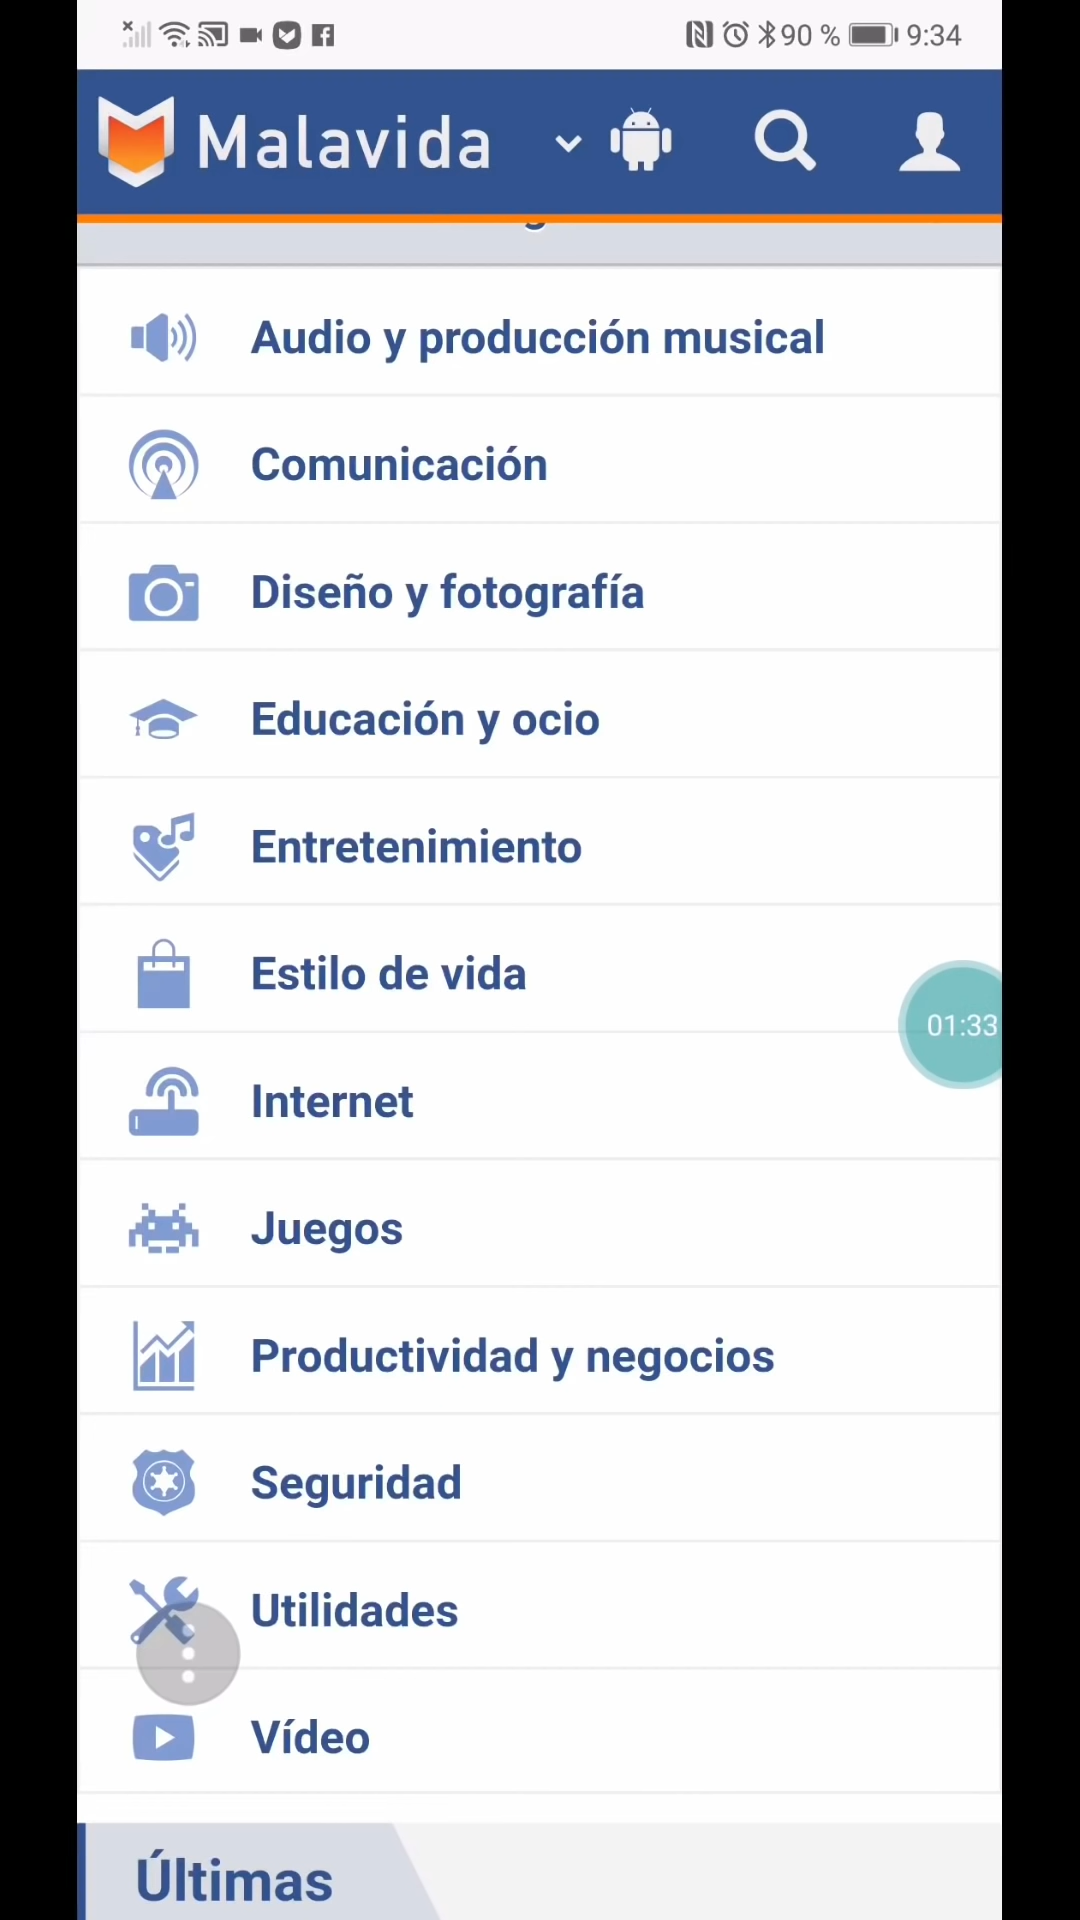 90 % 9:34
Malavida
Audio y producción musical
Comunicación
Diseño y fotografía
Educación y ocio
Entretenimiento
Estilo de vida
01:33
Internet
Juegos
Productividad y negocios
Seguridad
Utilidades
Vídeo
Últimas